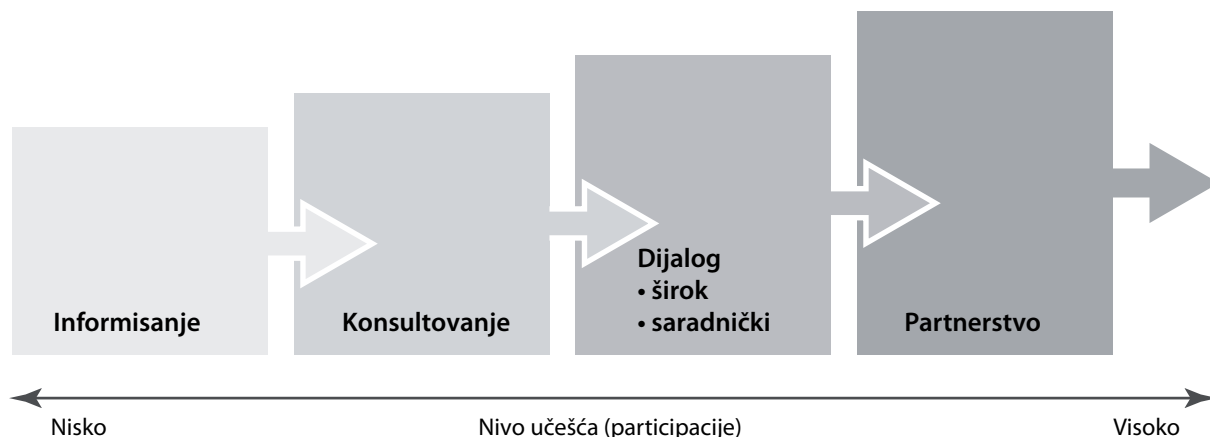 Informisanje
Konsultovanje
Dijalog
• širok
• saradnički
Partnerstvo
Nisko
Nivo učešća (participacije)
Visoko